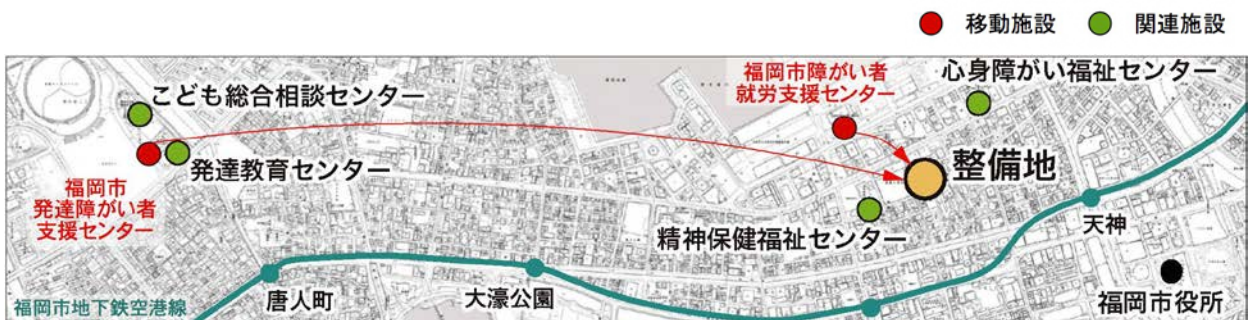 移動施設 関連施設
こども総合相談センター
発達教育センター
福岡市
発達障がい者
支援センター
福岡市障がい者
就労支援センター
心身障がい福祉センター
整備地
精神保健福祉センター
天神
唐人町
大濠公園
福岡市地下鉄空港線
福岡市役所